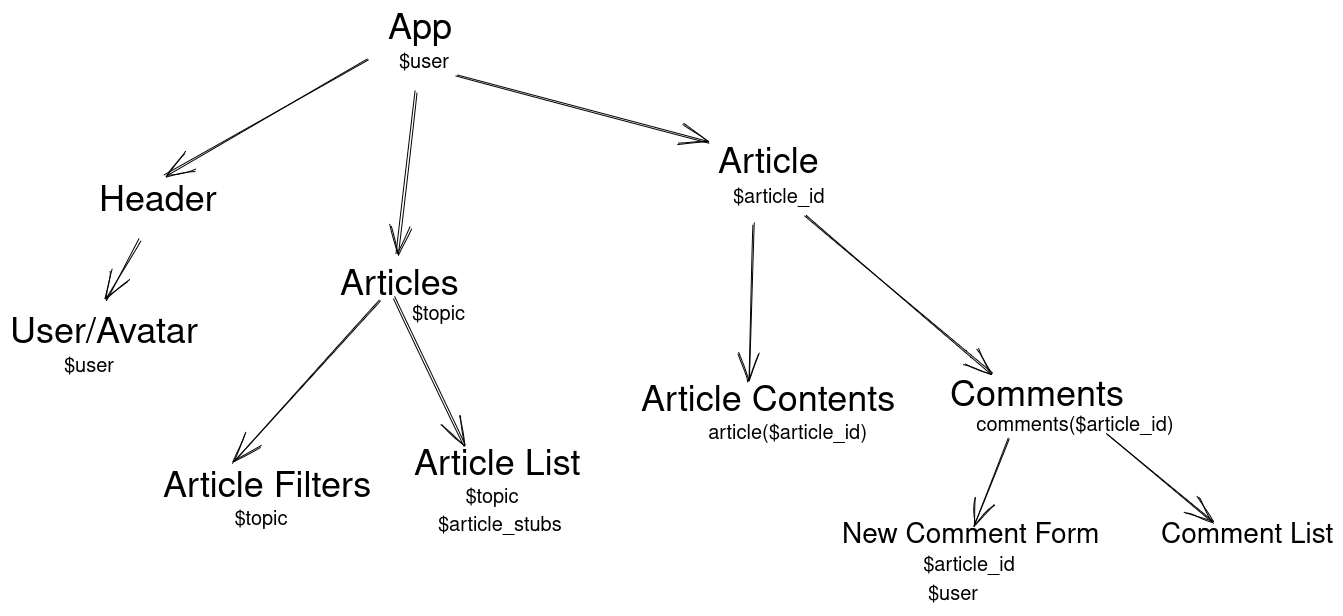 App
$user
Header
User/Avatar
$user
Articles
$topic
Article Filters
$topic
Article List
$topic
$article_stubs
Article
$article_id
Article Contents
article($article_id)
Comments
comments($article_id)
New Comment Form
$article_id
$user
Comment List